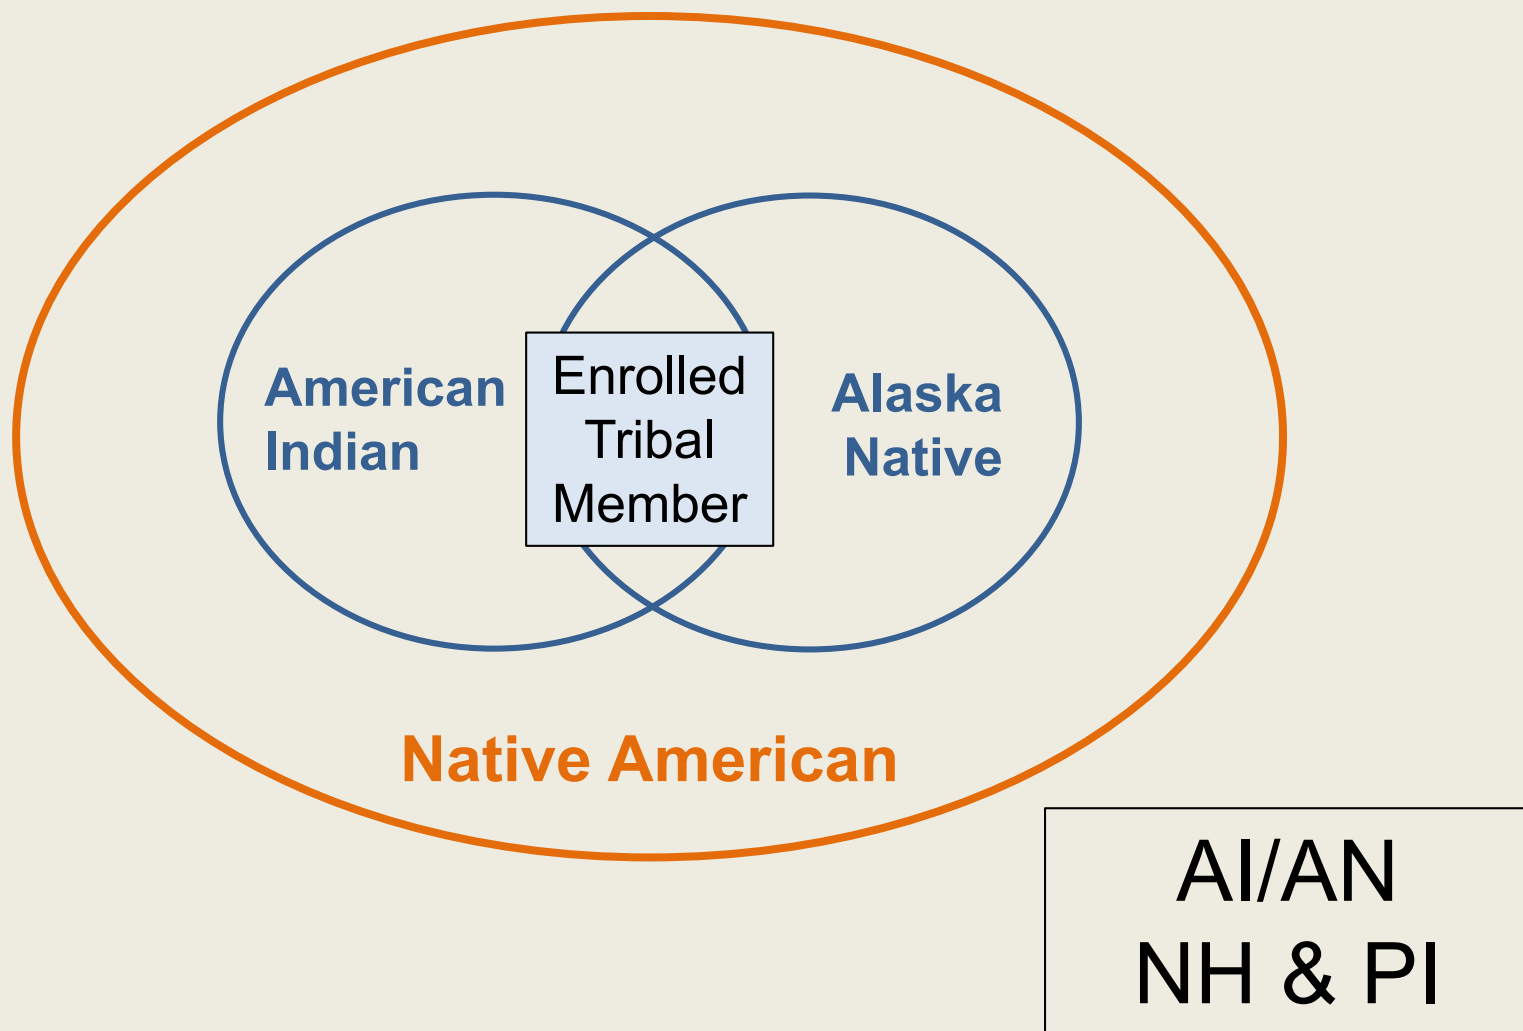 American
Indian
Enrolled
Tribal
Member
Alaska
Native
Native American
AI/AN
NH & PI